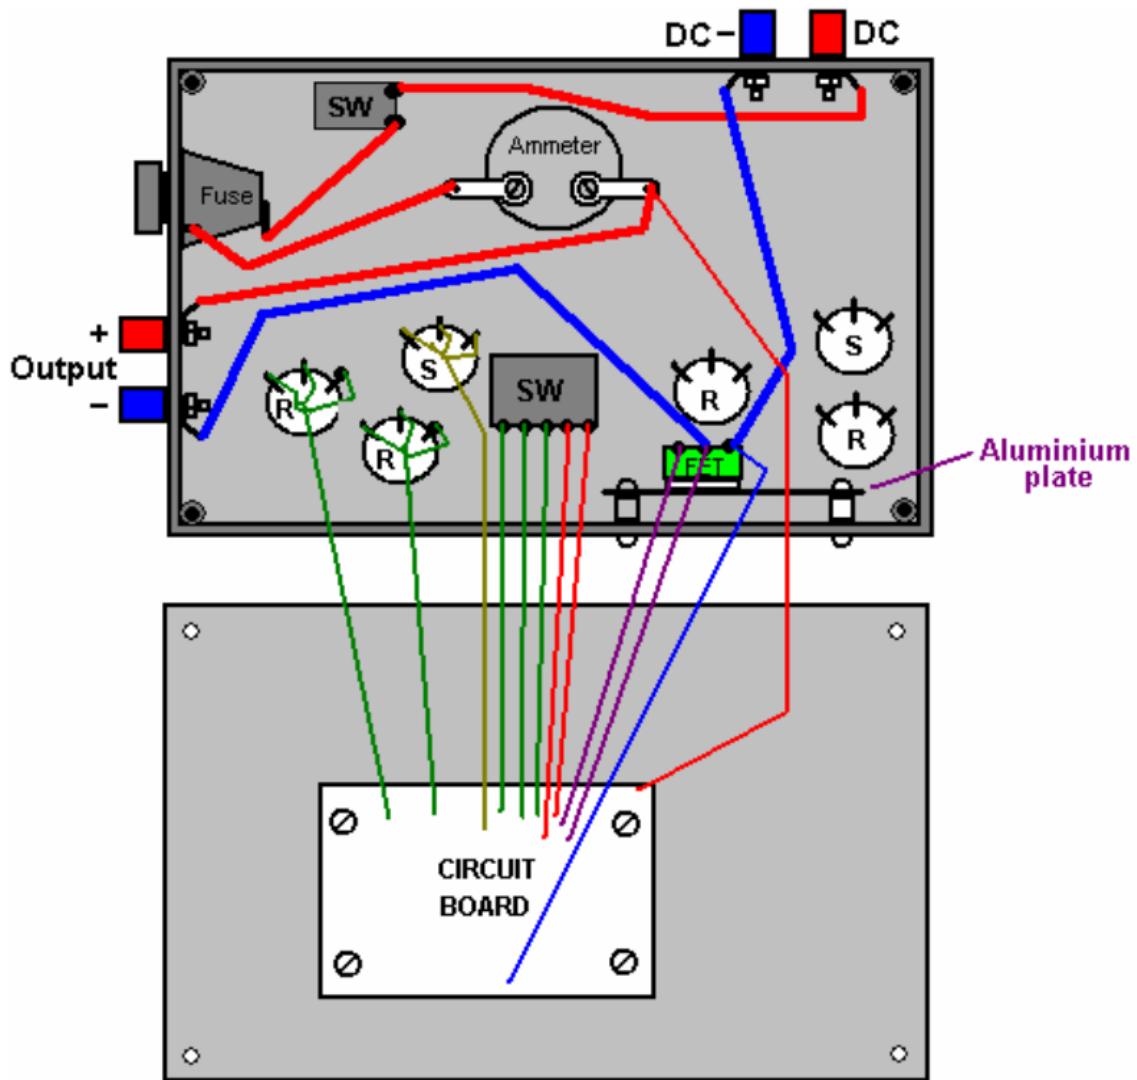 DC- DC
SW
Ammeter
Fuse
+
Output
-
S
S
SW
R
R
R
R
FET
Aluminium
plate
CIRCUIT
BOARD